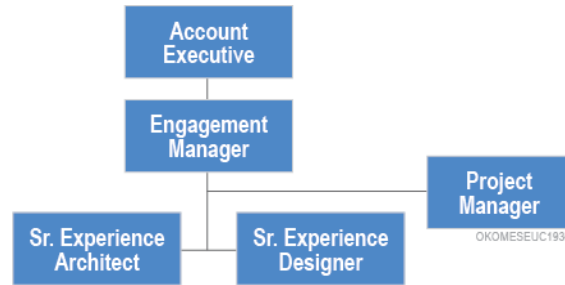 Account
Executive
Engagement
Manager
Project
Manager
OKOMESEUC193
Sr. Experience
Architect
Sr. Experience
Designer